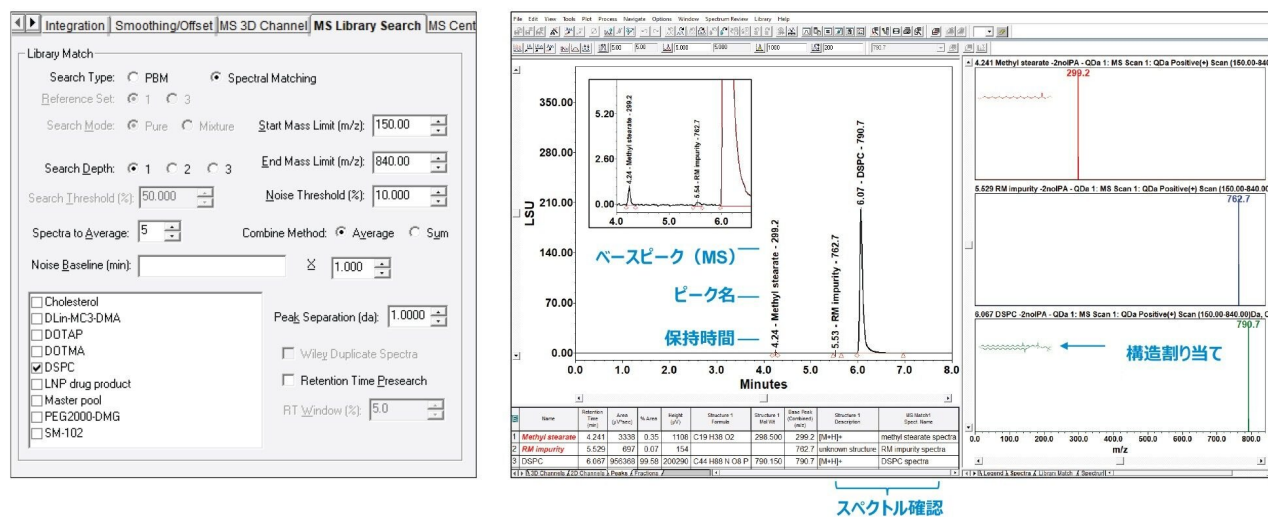 Integration Smoothing/Offset MS 3D Channel MS Library Search MS Cent
Library Match
Search Type: PBM Spectral Matching
Reference Set: 1 3
Search Mode: Pure Mixture Start Mass Limit (m/z): 150.00
Search Depth: 1 2 3 End Mass Limit (m/z): 840.00
Search Threshold (%): 50.000 Noise Threshold (%): 10.000
Spectra to Average: 5 Combine Method: Average Sum
Noise Baseline (min): 1.000
Cholesterol
DLin-MC3-DMA
DOTAP
DOTMA
DSPC
LNP drug product
Master pool
PEG2000-DMG
SM-102
Peak Separation (da): 1.0000
Wiley Duplicate Spectra
Retention Time Presearch
RT Window (%): 5.0
File Edit View Tools Plot Process Navigate Options Window Spectrum Review Library Help
LSU
350.00
280.00
210.00
140.00
70.00
0.00
5.20
2.60
0.00
4.0 5.0 6.0
4.24 - Methyl stearate - 299.2
5.54 - RM impurity - 762.7
4.24 - Methyl stearate - 299.2
5.53 - RM impurity - 762.7
6.07 - DSPC - 790.7
ベースピーク（MS）
ピーク名
保持時間
0.0 1.0 2.0 3.0 4.0 5.0 6.0 7.0 8.0
Minutes
4.241 Methyl stearate - 2noIPA - QDa 1: MS Scan 1: QDa Positive(+) Scan (150.00-840
299.2
5.529 RM impurity -2noIPA - QDa 1: MS Scan 1: QDa Positive(+) Scan (150.00-840.00
762.7
6.067 DSPC -2noIPA - QDa 1: MS Scan 1: QDa Positive(+) Scan (150.00-840.00)Da, C
790.7
構造割り当て
0.0 100.0 200.0 300.0 400.0 500.0 600.0 700.0 800.0
m/z
Name Retention Time (min) Area (µV*sec) % Area Height (µV) Structure 1 Formula Structure 1 Mol Wt Base Peak (Combined) (m/z) Structure 1 Description MS Match1 Spect Name
1 Methyl stearate 4.241 3338 0.35 1108 C19 H38 O2 298.500 299.2 [M+H]+ methyl stearate spectra
2 RM impurity 5.529 697 0.07 154 762.7 unknown structure RM impurity spectra
3 DSPC 6.067 956368 99.58 200290 C44 H88 N O8 P 790.150 790.7 [M+H]+ DSPC spectra
3D Channels 2D Channels Peaks Fractions
Legend Spectra Library Match Spectrum
スペクトル確認